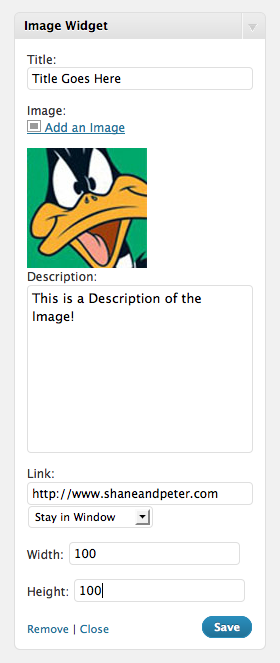 Image Widget
Title:
Title Goes Here
Image:
Add an Image
Description:
This is a Description of the
Image!
Link:
http://www.shaneandpeter.com
Stay in Window
Width: 100
Height: 100
Remove | Close Save